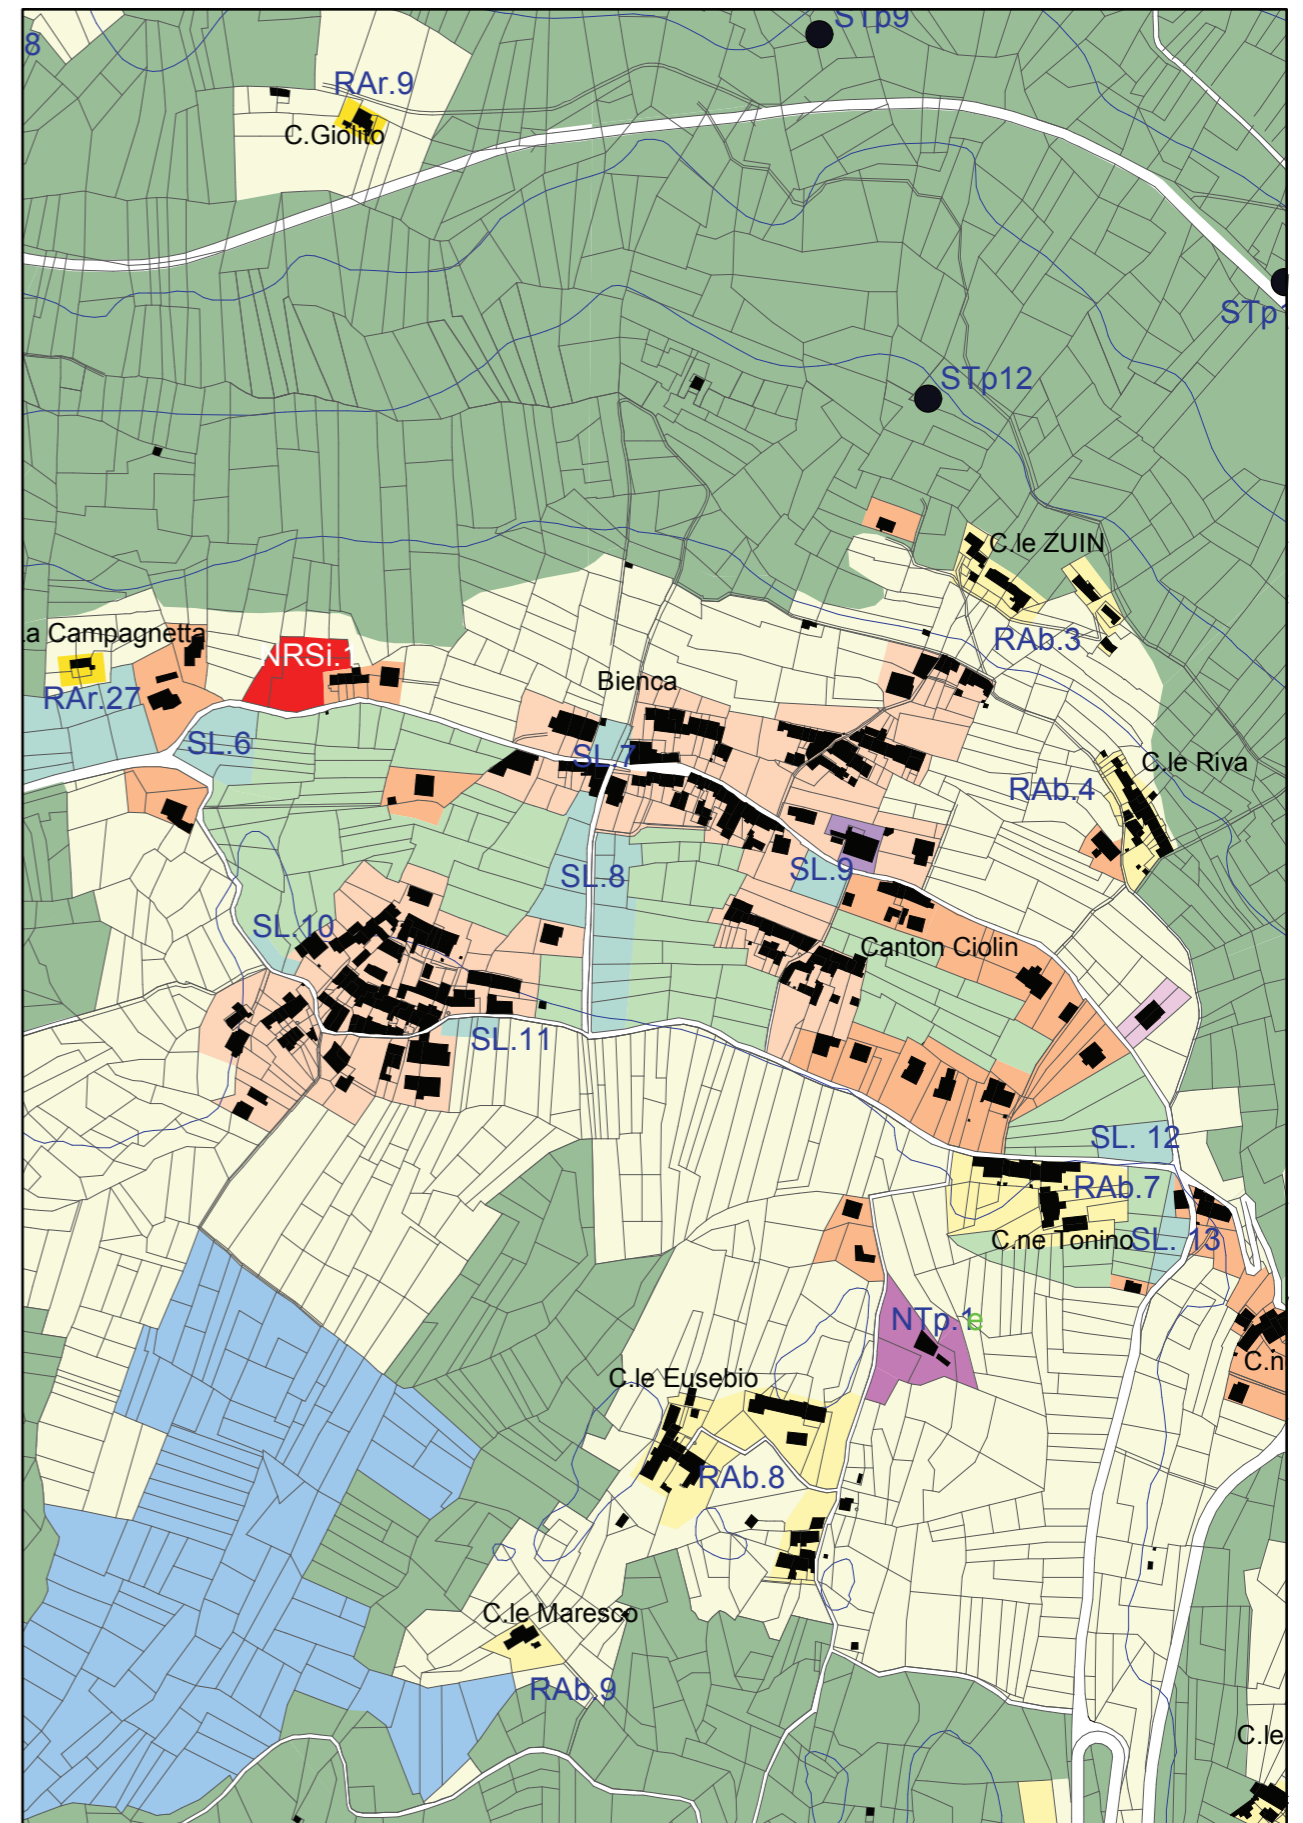 STp9
8
RAr.9
C.Giolito
STp
STp12
C.le ZUIN
a Campagnetta
NRSi.1
RAb.3
Bienca
RAr.27
SL.6
SL.7
C.le Riva
RAb.4
SL.8
SL.9
SL.10
Canton Ciolin
SL.11
SL. 12
RAb.7
C.ne Tonino
SL. 13
NTp.1e
C.n
C.le Eusebio
RAb.8
C.le Maresco
RAb.9
C.le